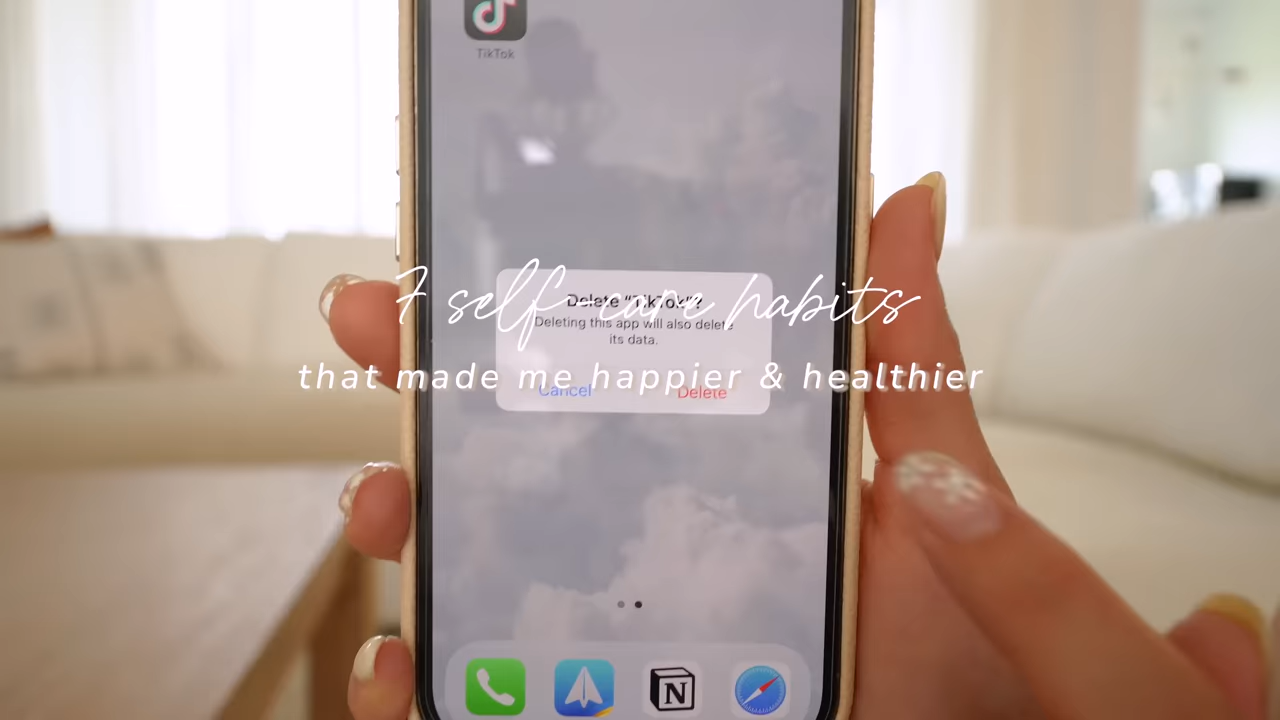 TikTok
7 self-care habits
Delete “TikTok”?
Deleting this app will also delete
its data.
that made me happier & healthier
Cancel
Delete
N